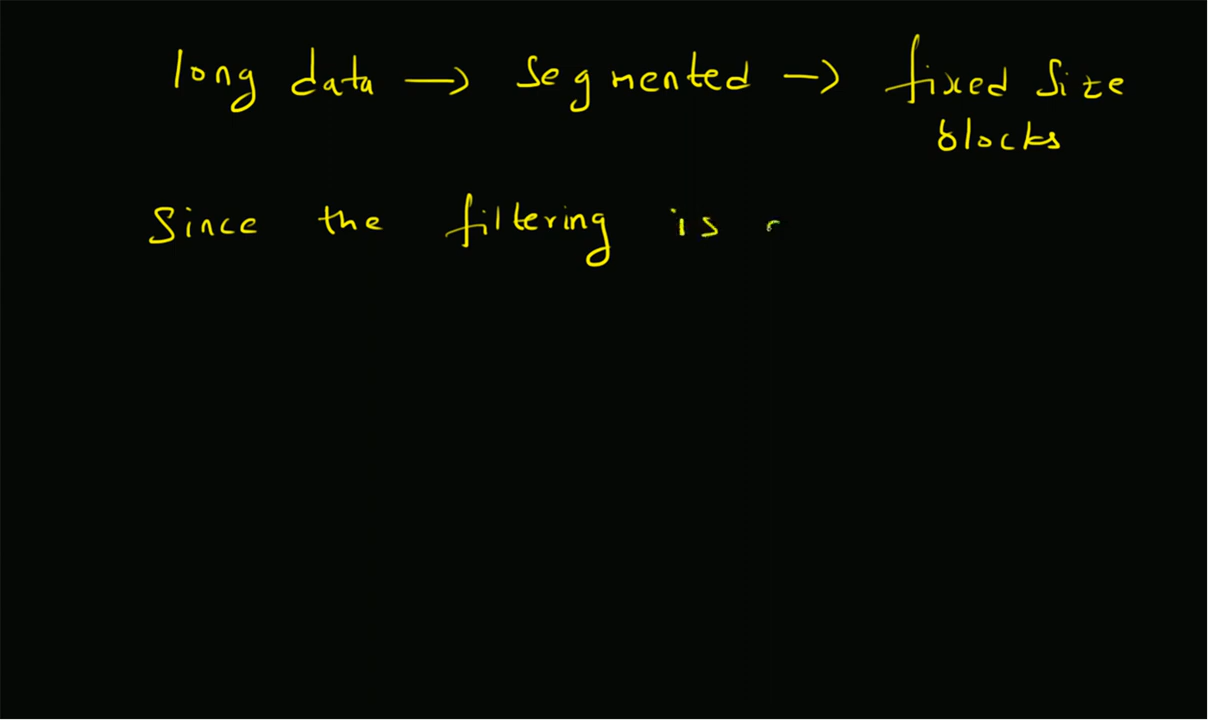 long data → Segmented → fixed Size
blocks
Since the filtering is